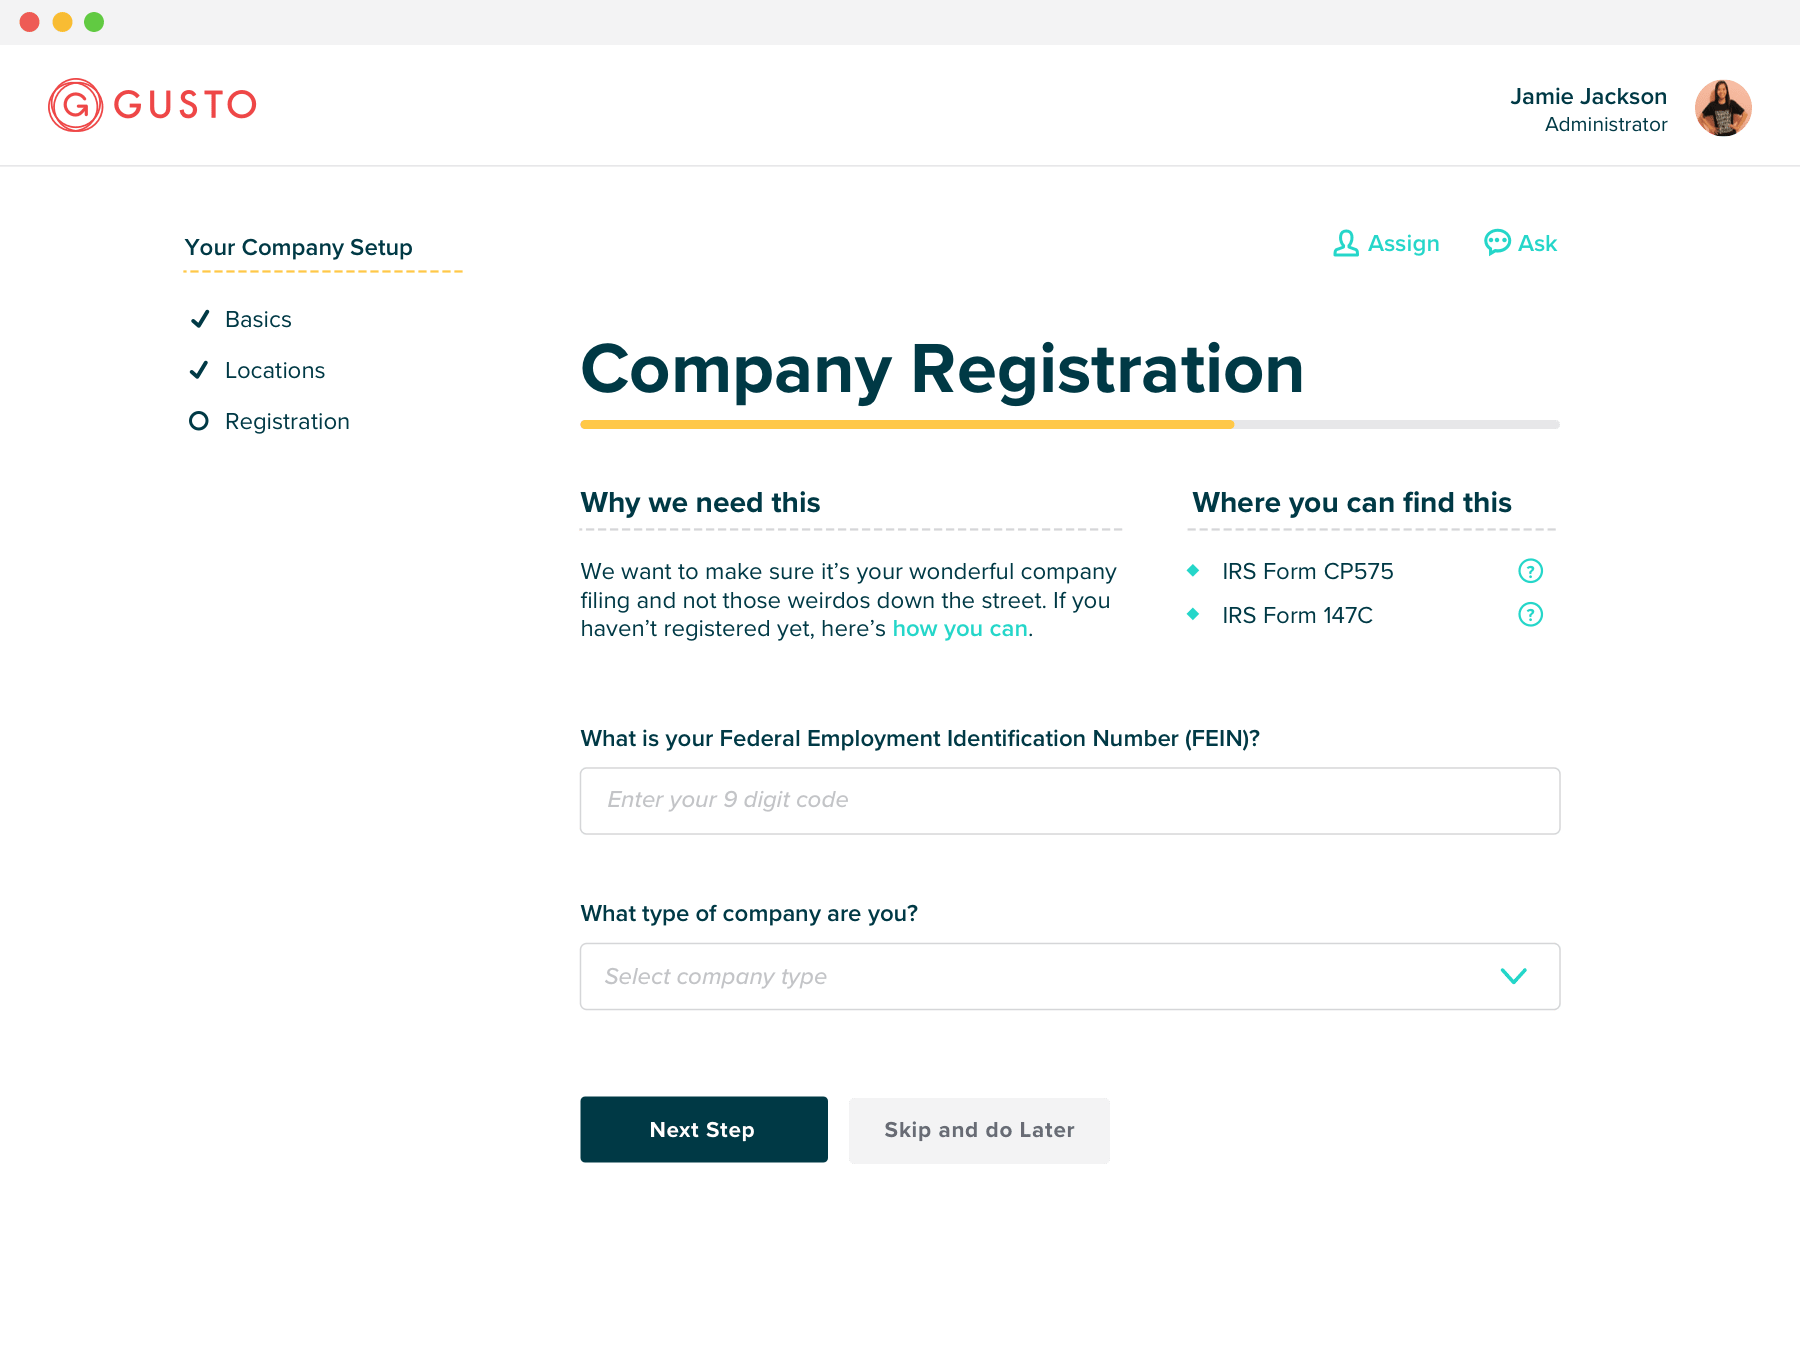 GUSTO
Jamie Jackson
Administrator
Your Company Setup
Basics
Locations
Registration
Assign
Ask
Company Registration
Why we need this
We want to make sure it’s your wonderful company
filing and not those weirdos down the street. If you
haven’t registered yet, here’s how you can.
Where you can find this
IRS Form CP575
IRS Form 147C
What is your Federal Employment Identification Number (FEIN)?
Enter your 9 digit code
What type of company are you?
Select company type
Next Step
Skip and do Later